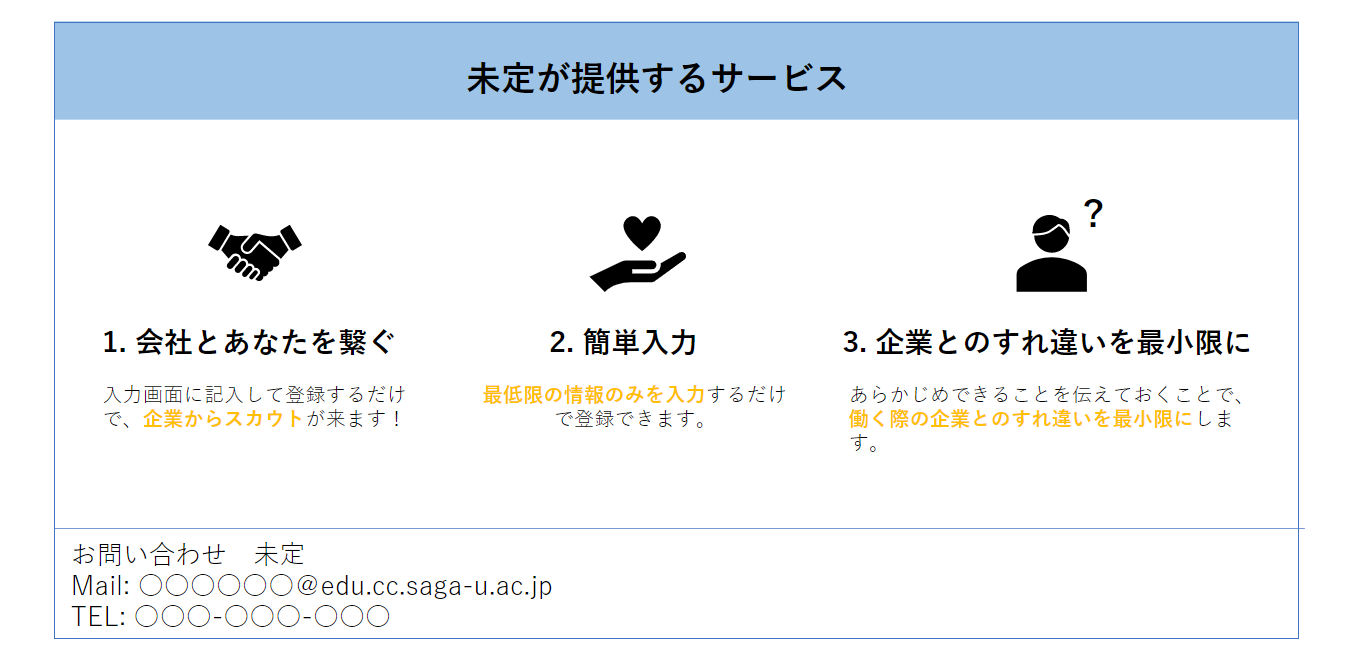 未定が提供するサービス
?
1. 会社とあなたを繋ぐ
入力画面に記入して登録するだけ
で、企業からスカウトが来ます！
2. 簡単入力
最低限の情報のみを入力するだけ
で登録できます。
3. 企業とのすれ違いを最小限に
あらかじめできることを伝えておくことで、
働く際の企業とのすれ違いを最小限にしま
す。
お問い合わせ　未定
Mail: 〇〇〇〇〇〇@edu.cc.saga-u.ac.jp
TEL: 〇〇〇-〇〇〇-〇〇〇